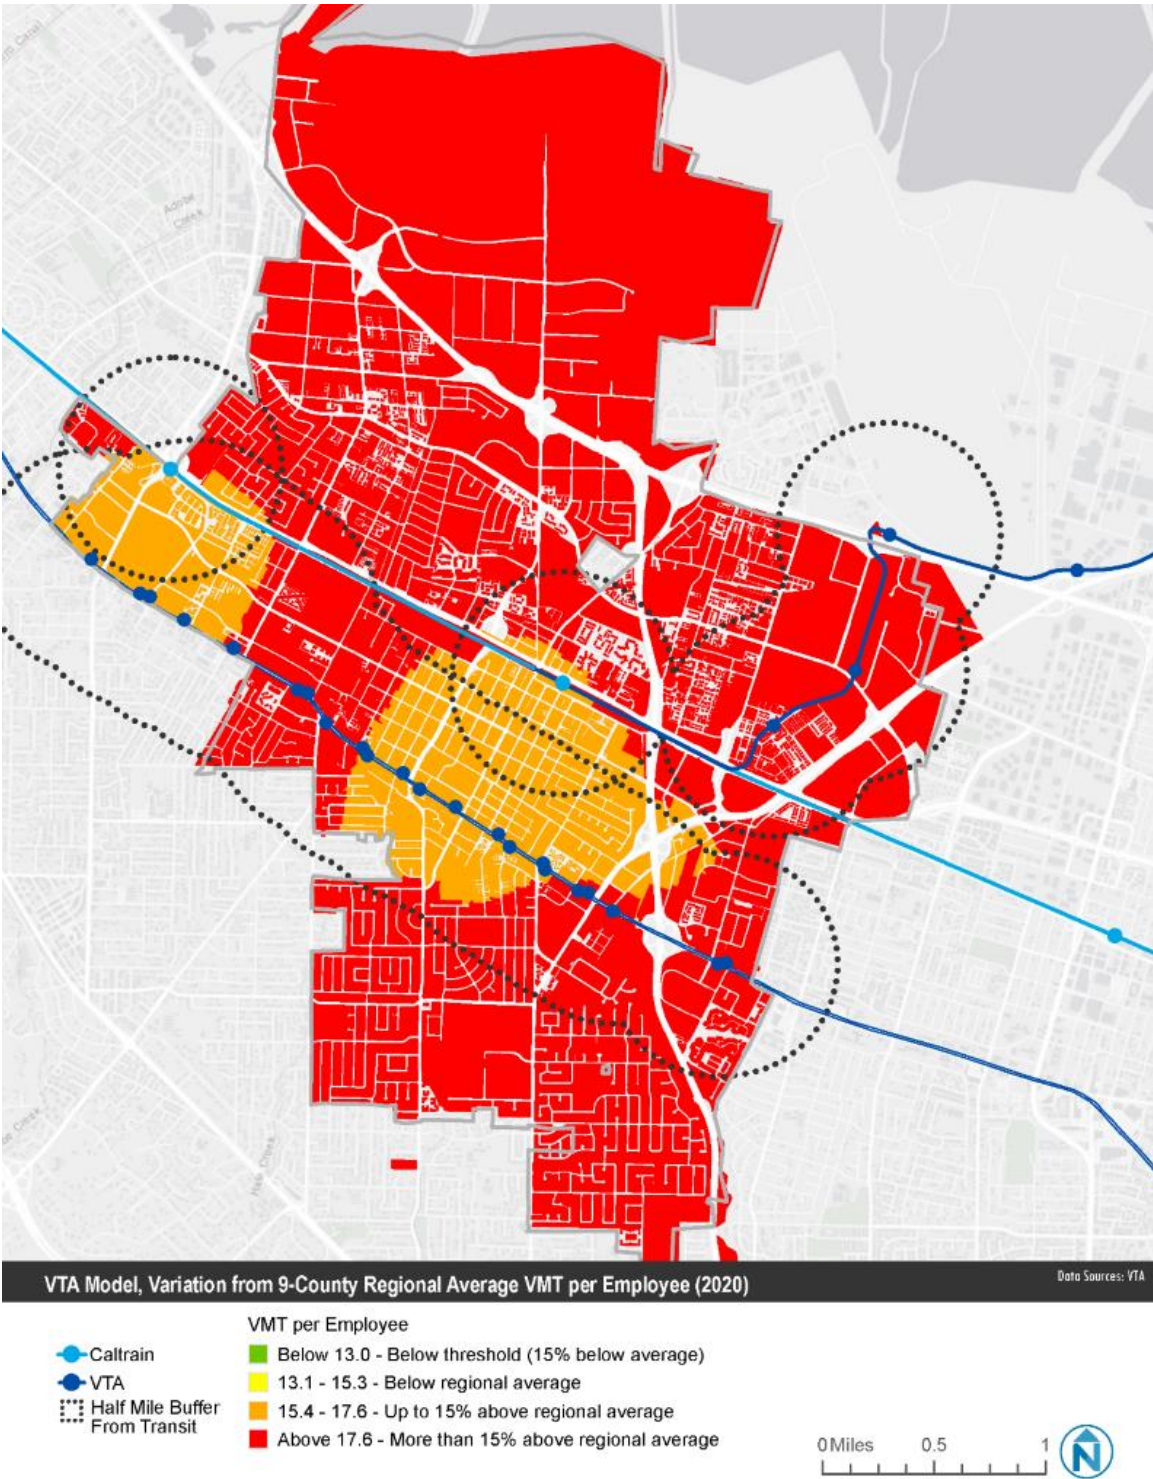 Adobe
Creek
Hale Creek
VTA Model, Variation from 9-County Regional Average VMT per Employee (2020)
Data Sources: VTA
VMT per Employee
Caltrain
VTA
Half Mile Buffer
From Transit
Below 13.0 - Below threshold (15% below average)
13.1 - 15.3 - Below regional average
15.4 - 17.6 - Up to 15% above regional average
Above 17.6 - More than 15% above regional average
0 Miles 0.5 1
N